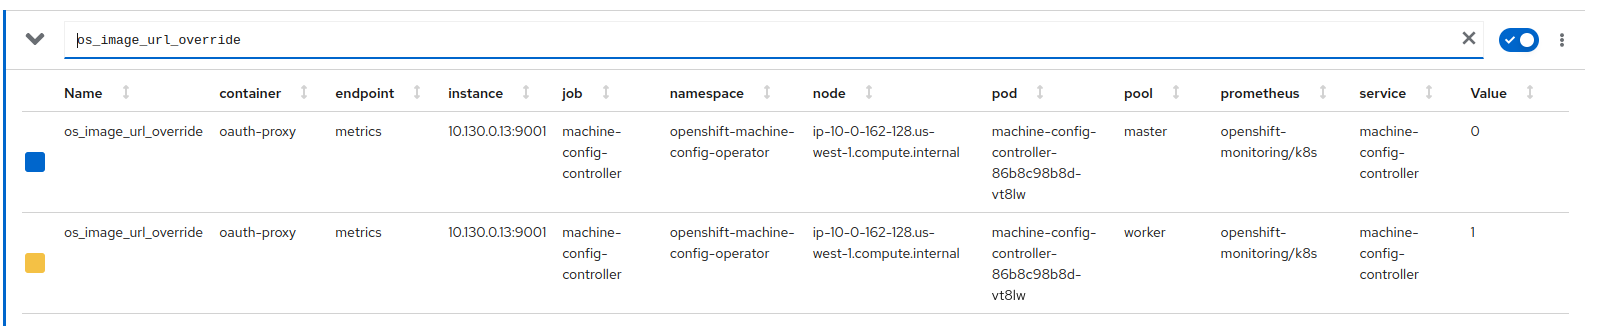 os_image_url_override
Name container endpoint instance job namespace node pod pool prometheus service Value
os_image_url_override oauth-proxy metrics 10.130.0.13:9001 machine- openshift-machine- ip-10-0-162-128.us- machine-config- master openshift- machine- 0
config- config-operator west-1.compute.internal controller- monitoring/k8s config-
controller 86b8c98b8d- controller
vt8lw
os_image_url_override oauth-proxy metrics 10.130.0.13:9001 machine- openshift-machine- ip-10-0-162-128.us- machine-config- worker openshift- machine- 1
config- config-operator west-1.compute.internal controller- monitoring/k8s config-
controller 86b8c98b8d- controller
vt8lw